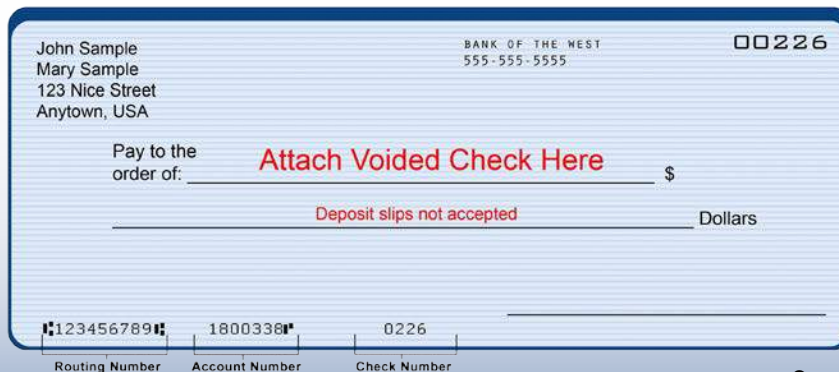 John Sample
Mary Sample
123 Nice Street
Anytown, USA
BANK OF THE WEST
555-555-5555
00226
Pay to the
order of:
Attach Voided Check Here
$
Deposit slips not accepted
Dollars
⑆123456789⑆ 1800338⑈ 0226
Routing Number Account Number Check Number